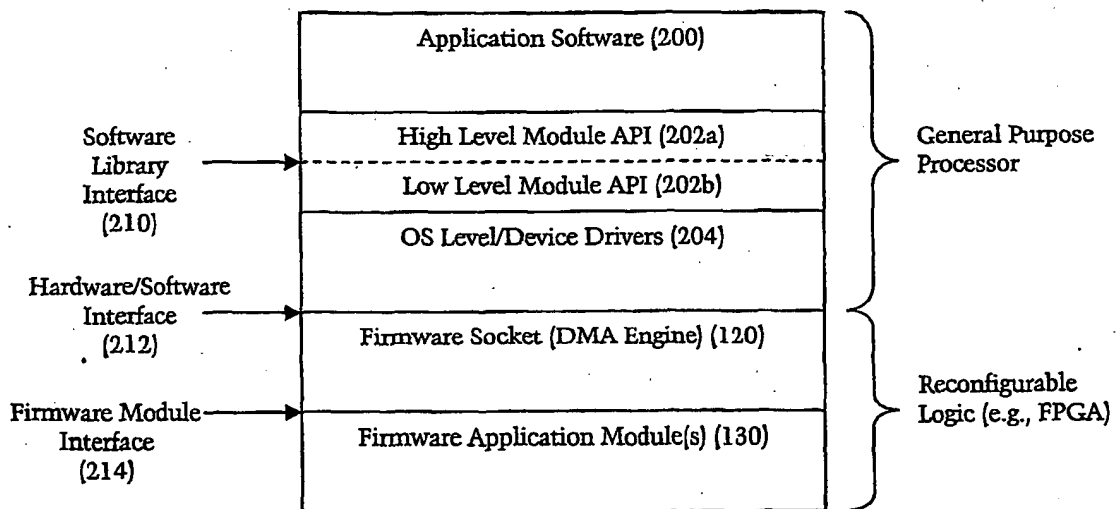 Application Software (200)
High Level Module API (202a)
Low Level Module API (202b)
OS Level/Device Drivers (204)
Firmware Socket (DMA Engine) (120)
Firmware Application Module(s) (130)
Software
Library
Interface
(210)
Hardware/Software
Interface
(212)
Firmware Module
Interface
(214)
General Purpose
Processor
Reconfigurable
Logic (e.g., FPGA)